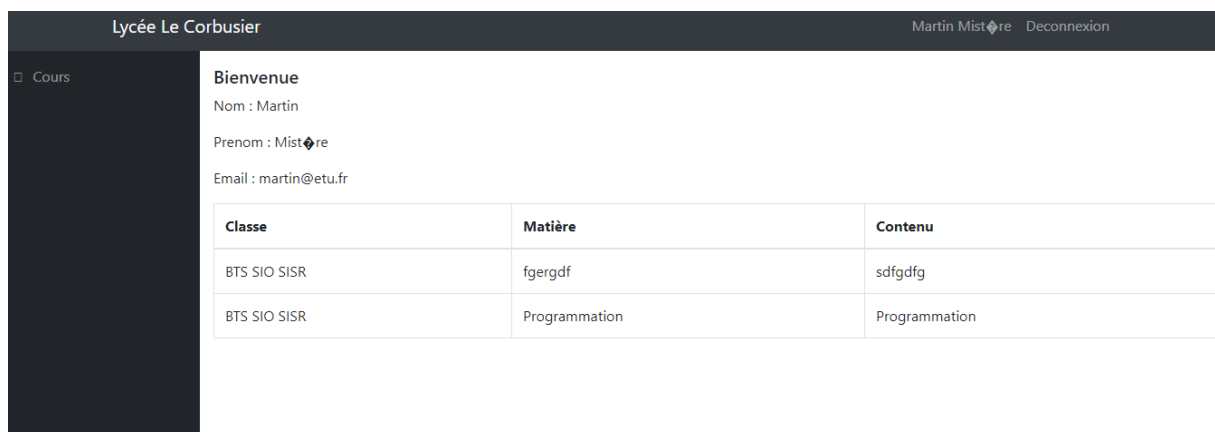 Lycée Le Corbusier Martin Mist�re Deconnexion
Cours
Bienvenue
Nom : Martin
Prenom : Mist�re
Email : martin@etu.fr
Classe Matière Contenu
BTS SIO SISR fgergdf sdfgdfg
BTS SIO SISR Programmation Programmation